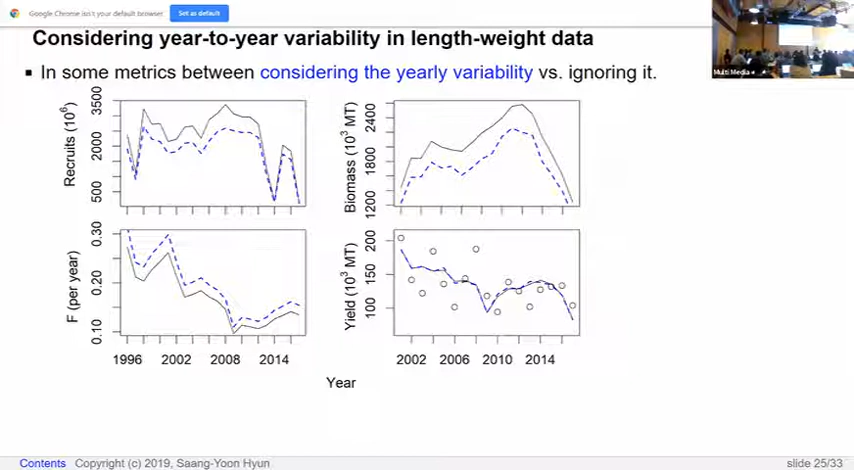 Google Chrome isn't your default browser
Set as default
Considering year-to-year variability in length-weight data
Multi Media
▪ In some metrics between considering the yearly variability vs. ignoring it.
Recruits (10⁶)
3500
2000
500
Biomass (10³ MT)
2400
1800
1200
F (per year)
0.30
0.20
0.10
Yield (10³ MT)
200
150
100
1996 2002 2008 2014
2002 2006 2010 2014
Year
Contents Copyright (c) 2019, Saang-Yoon Hyun slide 25/33